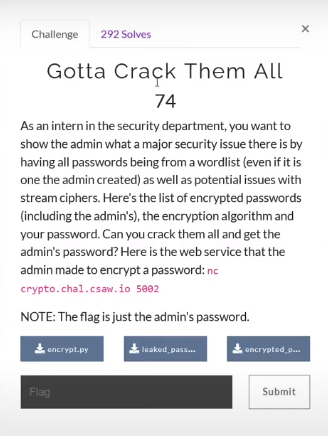 Challenge 292 Solves ×
Gotta Crack Them All
74
As an intern in the security department, you want to
show the admin what a major security issue there is by
having all passwords being from a wordlist (even if it is
one the admin created) as well as potential issues with
stream ciphers. Here's the list of encrypted passwords
(including the admin's), the encryption algorithm and
your password. Can you crack them all and get the
admin's password? Here is the web service that the
admin made to encrypt a password: nc
crypto.chal.csaw.io 5002
NOTE: The flag is just the admin's password.
encrypt.py leaked_pass... encrypted_p...
Flag Submit